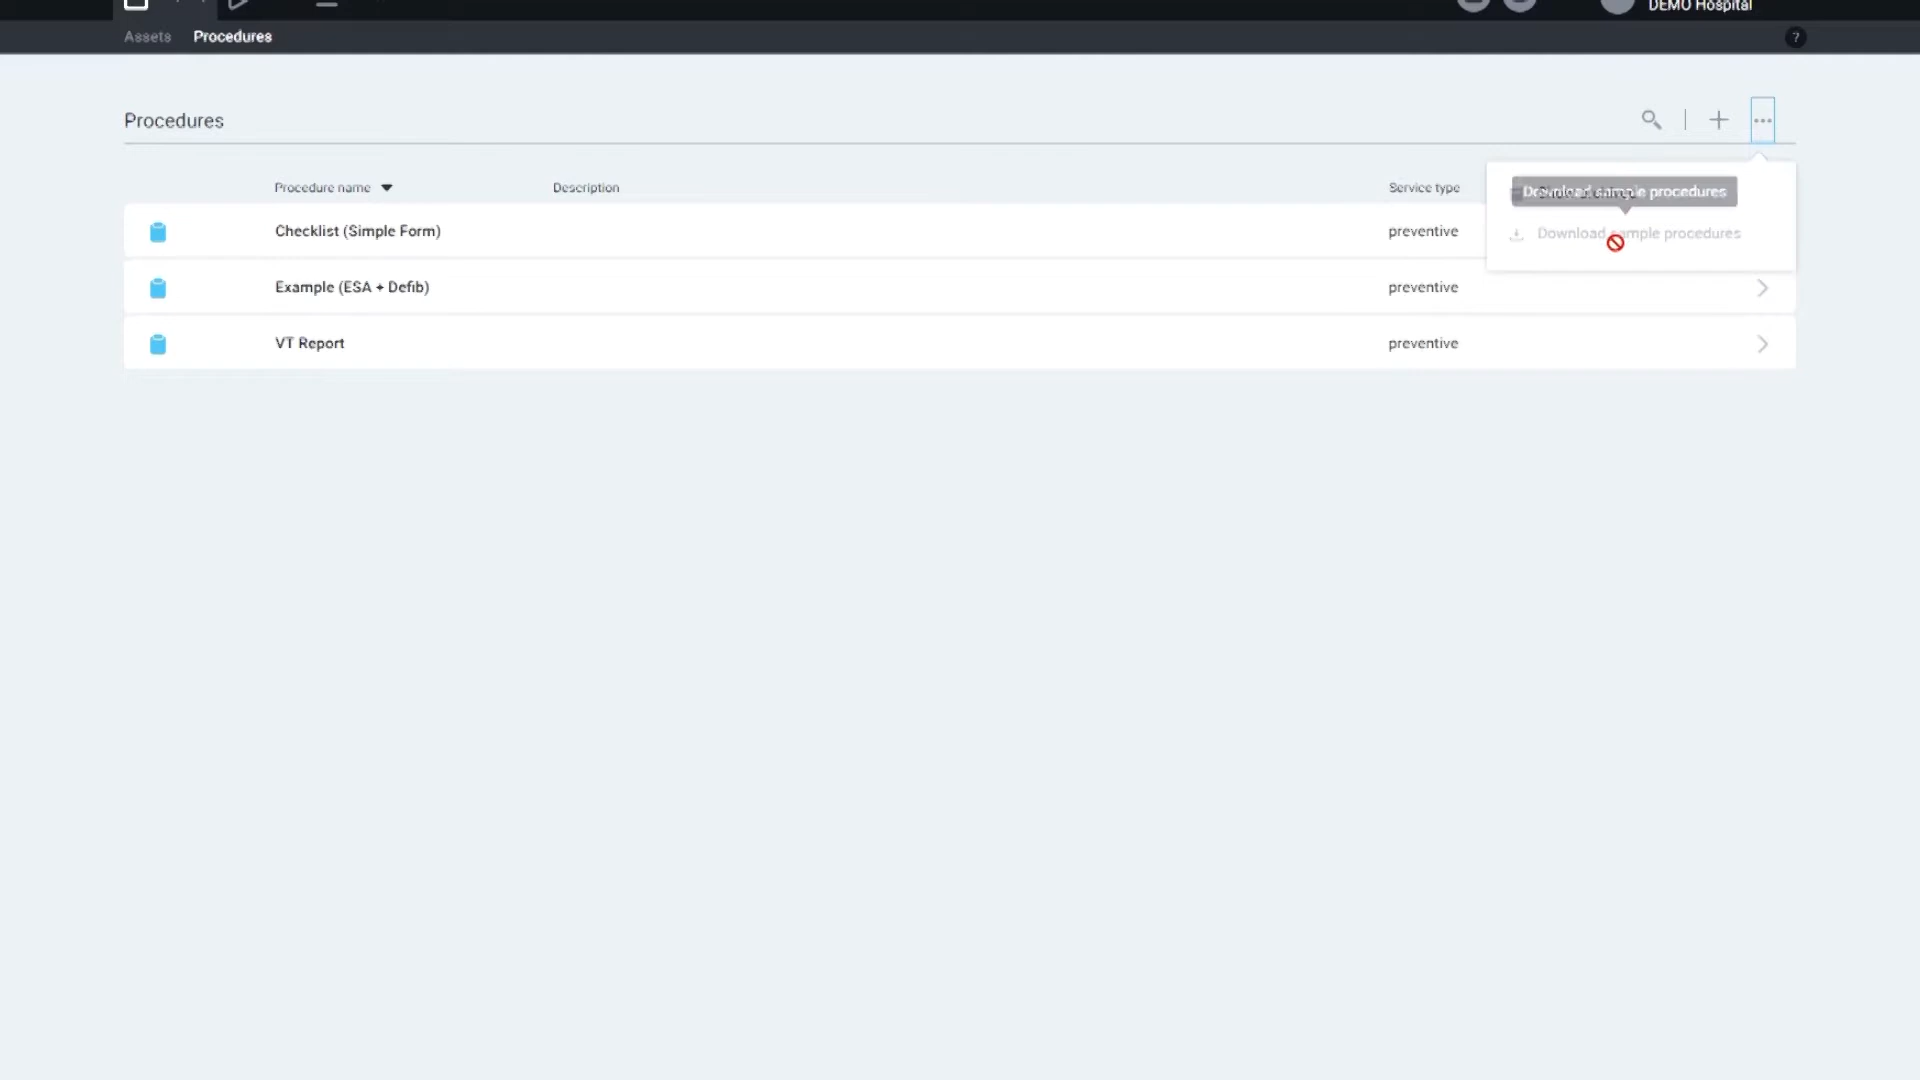 DEMO Hospital
Assets Procedures ?
Procedures
Procedure name Description Service type
Download sample procedures
Checklist (Simple Form) preventive
Download sample procedures
Example (ESA + Defib) preventive
VT Report preventive